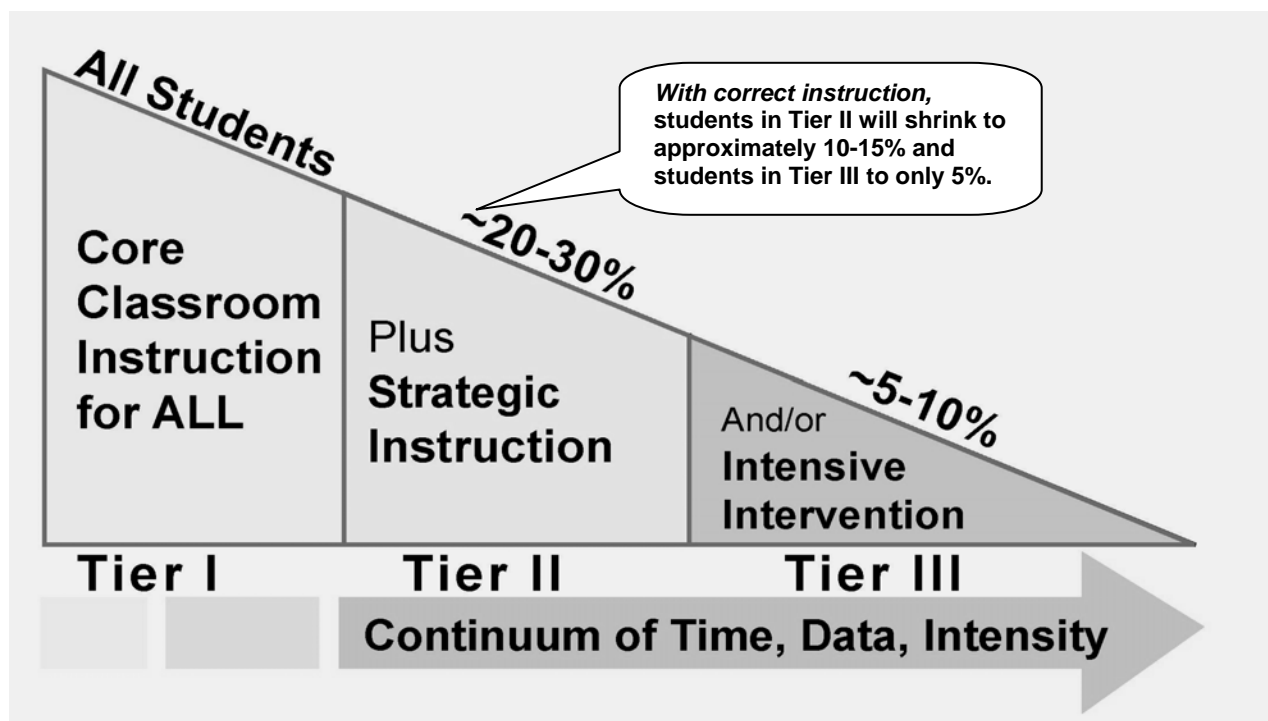 All Students
With correct instruction,
students in Tier II will shrink to
approximately 10-15% and
students in Tier III to only 5%.
~20-30%
~5-10%
Core
Classroom
Instruction
for ALL
Plus
Strategic
Instruction
And/or
Intensive
Intervention
Tier I
Tier II
Tier III
Continuum of Time, Data, Intensity